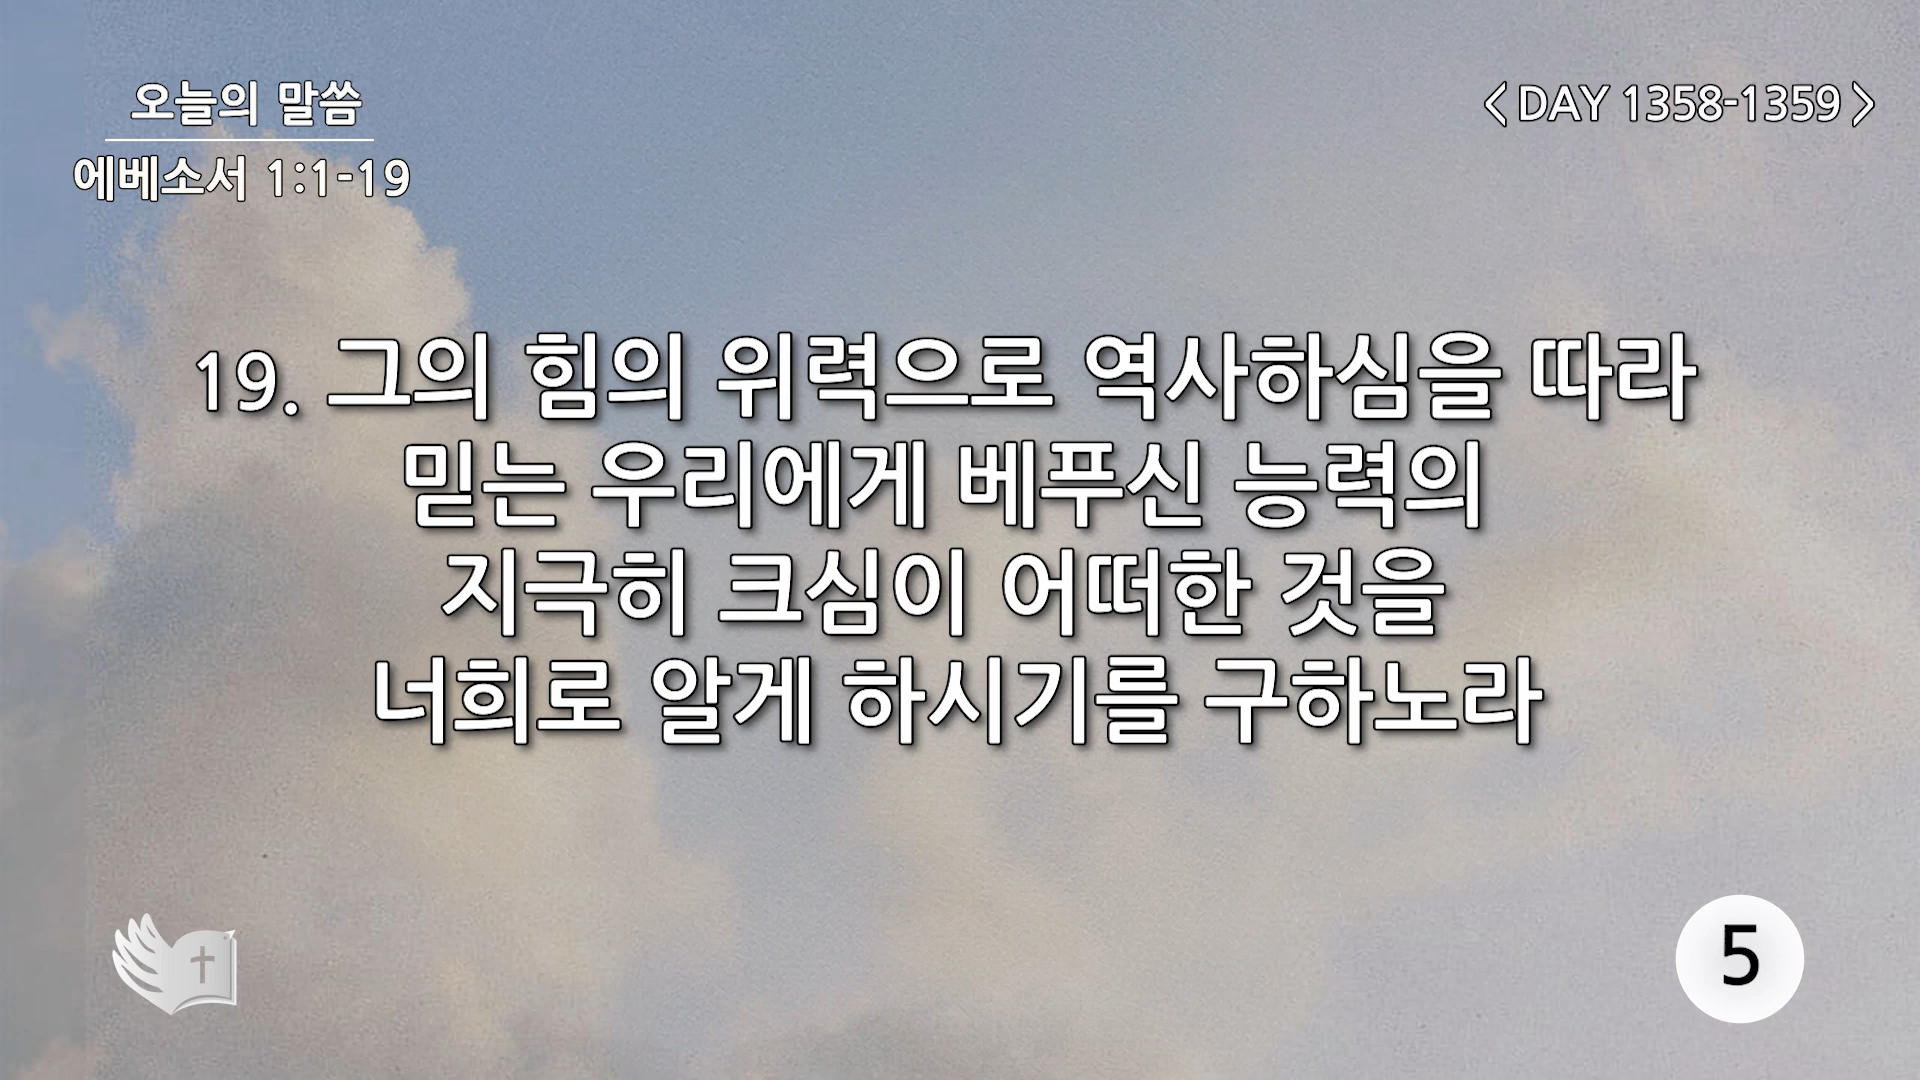 오늘의 말씀
에베소서 1:1-19
< DAY 1358-1359 >
19. 그의 힘의 위력으로 역사하심을 따라
믿는 우리에게 베푸신 능력의
지극히 크심이 어떠한 것을
너희로 알게 하시기를 구하노라
5